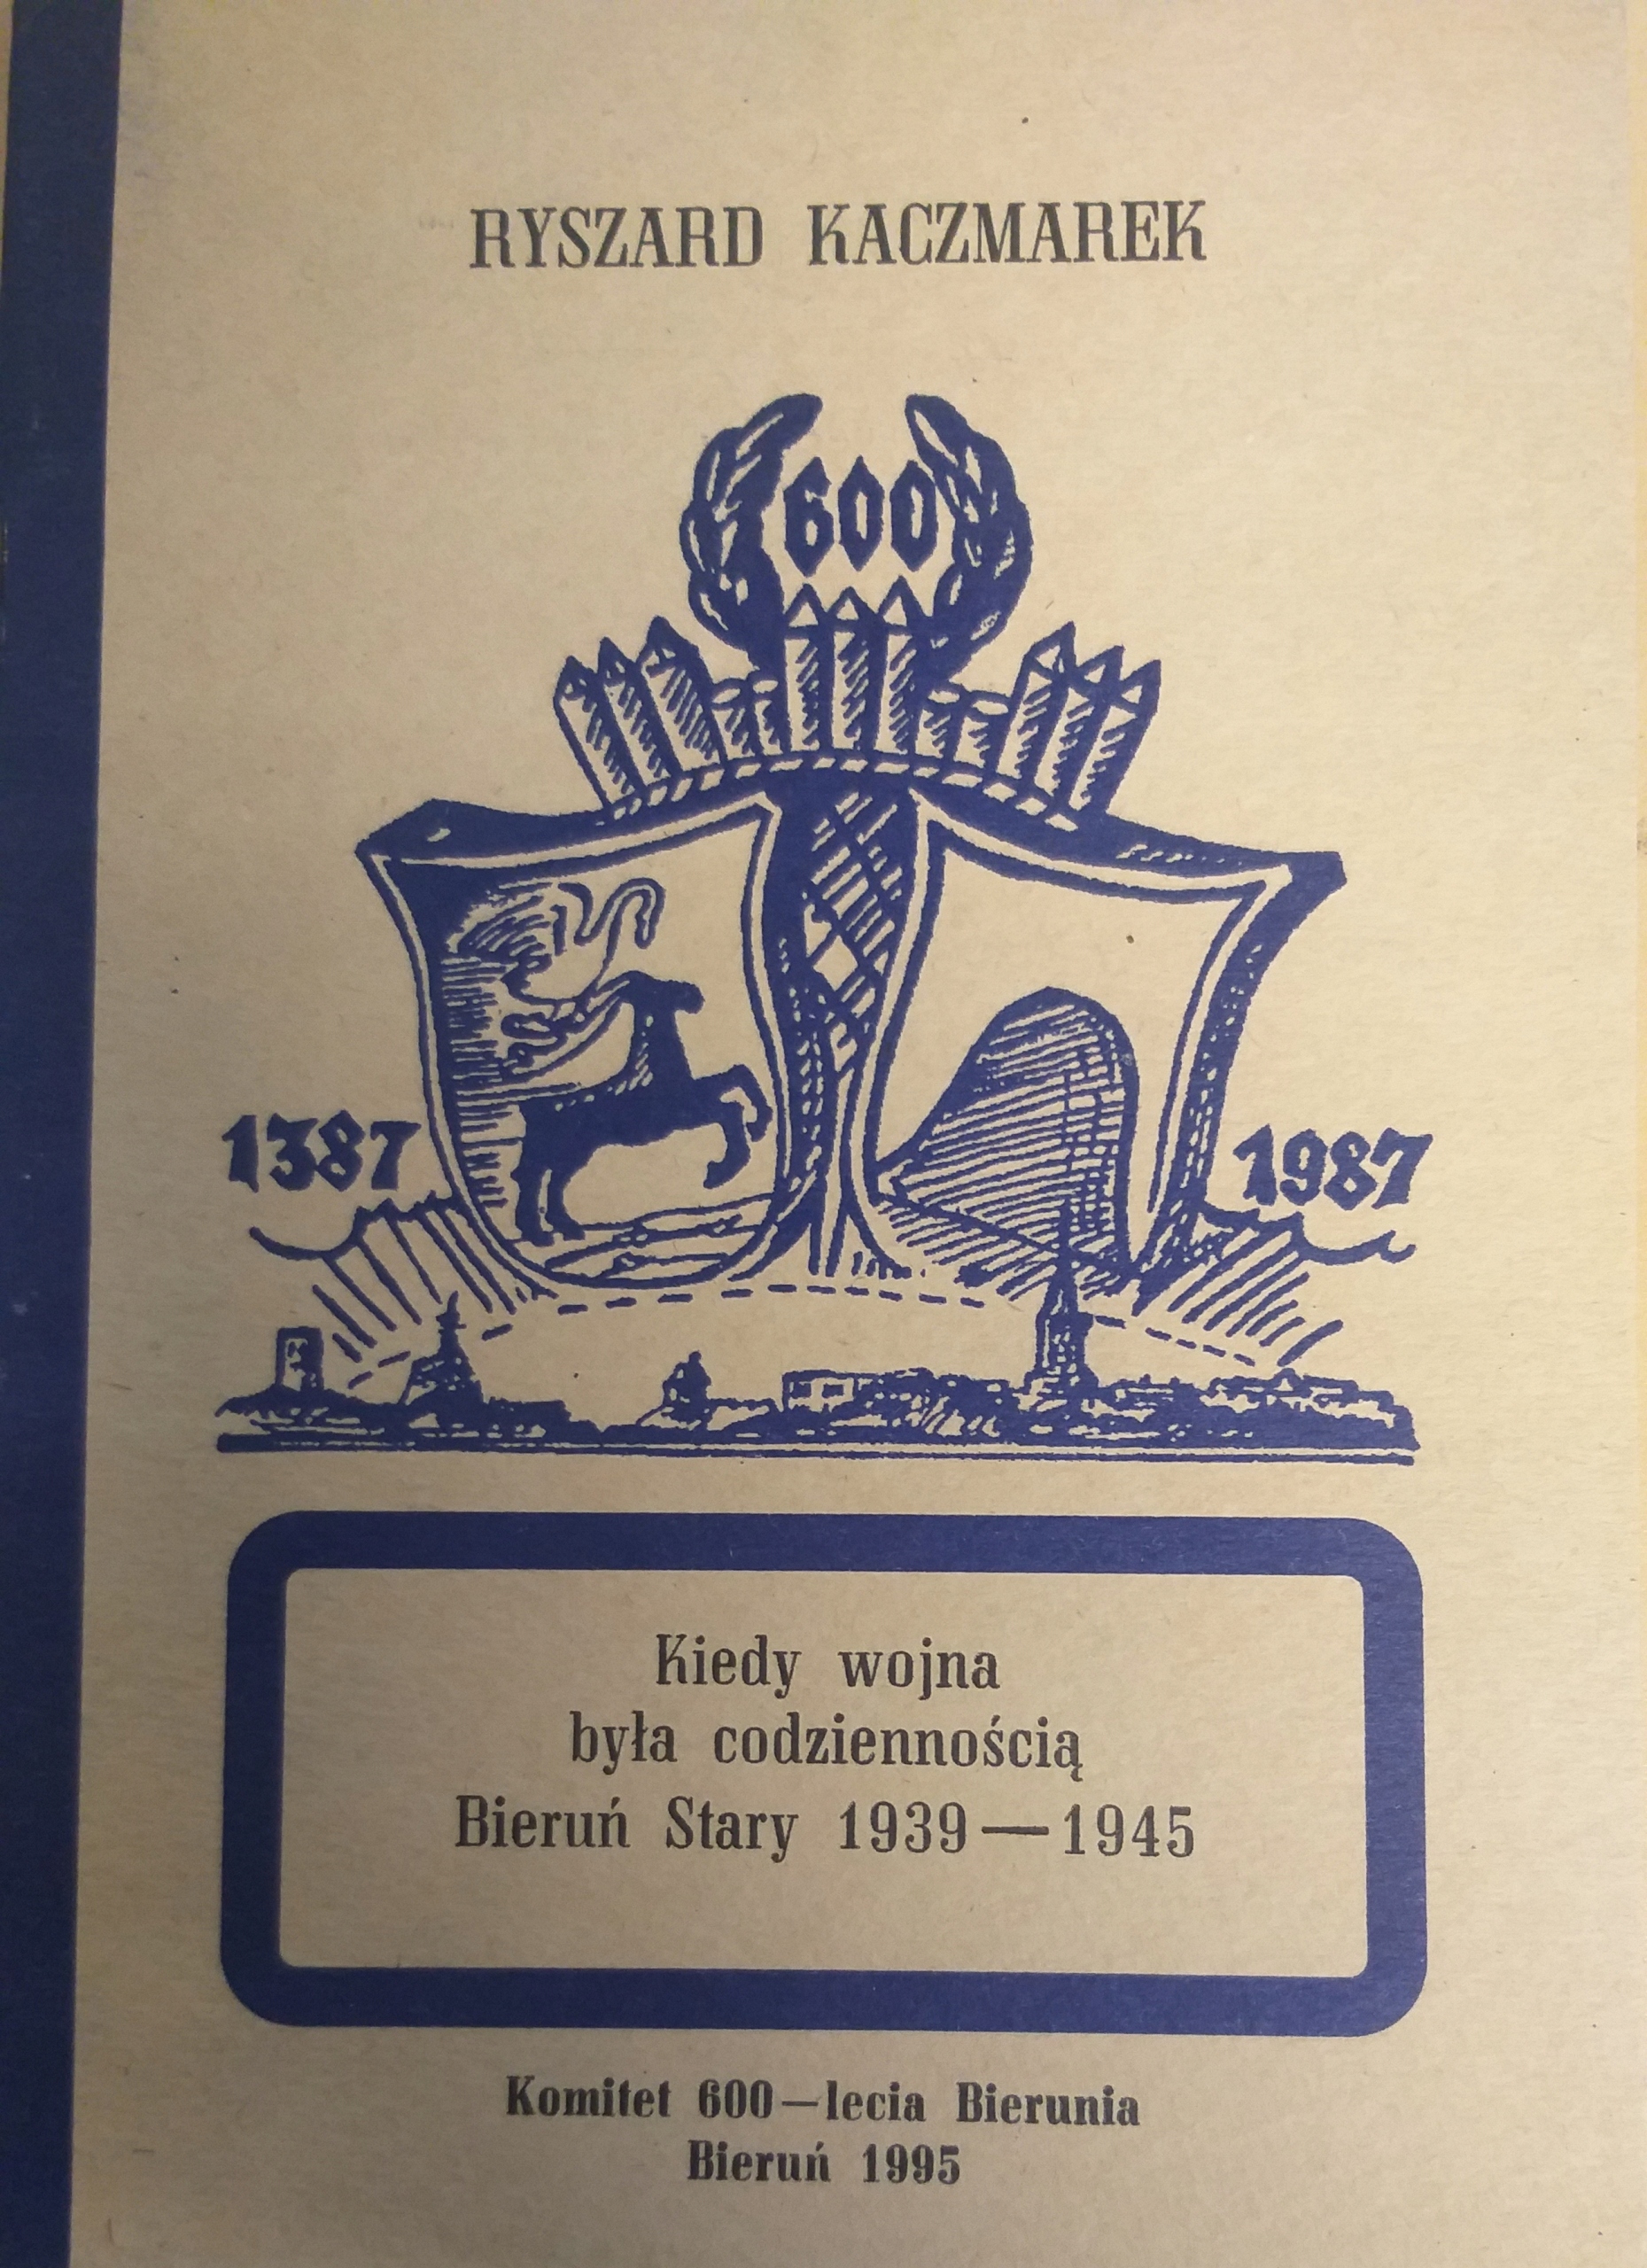 RYSZARD KACZMAREK
600
1387
1987
Kiedy wojna
była codziennością
Bieruń Stary 1939—1945
Komitet 600—lecia Bierunia
Bieruń 1995